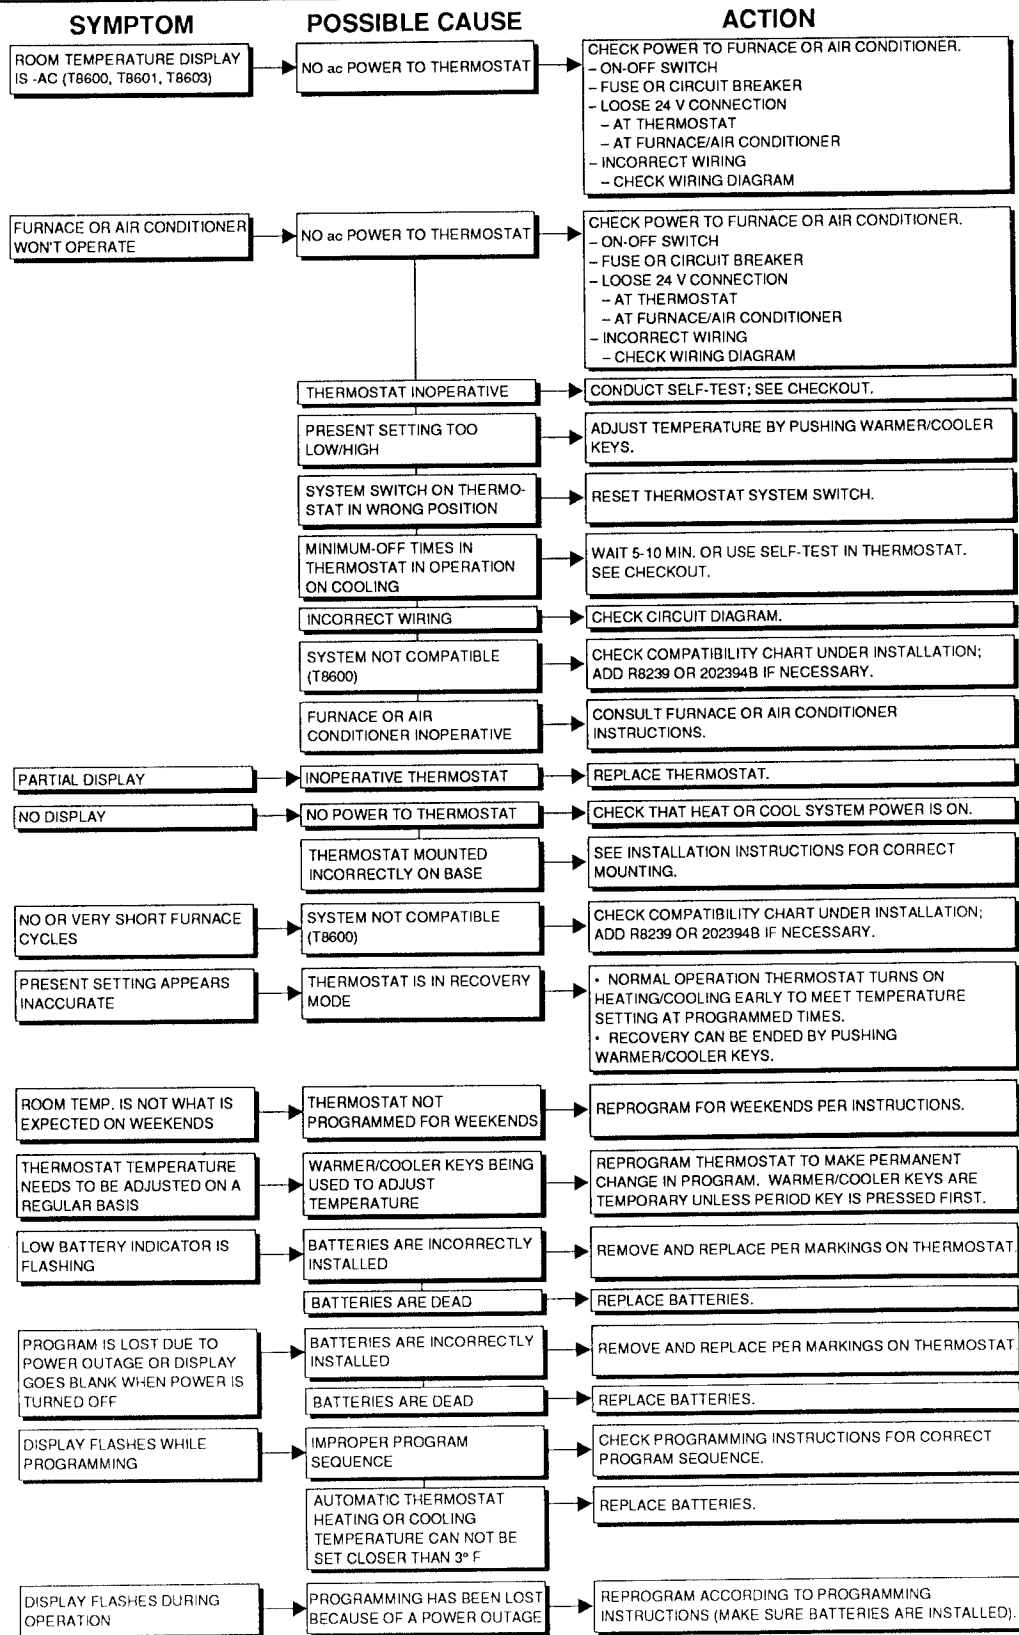 SYMPTOM
POSSIBLE CAUSE
ACTION
ROOM TEMPERATURE DISPLAY
IS -AC (T8600, T8601, T8603)
NO ac POWER TO THERMOSTAT
CHECK POWER TO FURNACE OR AIR CONDITIONER.
– ON-OFF SWITCH
– FUSE OR CIRCUIT BREAKER
– LOOSE 24 V CONNECTION
– AT THERMOSTAT
– AT FURNACE/AIR CONDITIONER
– INCORRECT WIRING
– CHECK WIRING DIAGRAM
FURNACE OR AIR CONDITIONER
WON'T OPERATE
NO ac POWER TO THERMOSTAT
CHECK POWER TO FURNACE OR AIR CONDITIONER.
– ON-OFF SWITCH
– FUSE OR CIRCUIT BREAKER
– LOOSE 24 V CONNECTION
– AT THERMOSTAT
– AT FURNACE/AIR CONDITIONER
– INCORRECT WIRING
– CHECK WIRING DIAGRAM
THERMOSTAT INOPERATIVE
CONDUCT SELF-TEST; SEE CHECKOUT.
PRESENT SETTING TOO
LOW/HIGH
ADJUST TEMPERATURE BY PUSHING WARMER/COOLER
KEYS.
SYSTEM SWITCH ON THERMO-
STAT IN WRONG POSITION
RESET THERMOSTAT SYSTEM SWITCH.
MINIMUM-OFF TIMES IN
THERMOSTAT IN OPERATION
ON COOLING
WAIT 5-10 MIN. OR USE SELF-TEST IN THERMOSTAT.
SEE CHECKOUT.
INCORRECT WIRING
CHECK CIRCUIT DIAGRAM.
SYSTEM NOT COMPATIBLE
(T8600)
CHECK COMPATIBILITY CHART UNDER INSTALLATION;
ADD R8239 OR 202394B IF NECESSARY.
FURNACE OR AIR
CONDITIONER INOPERATIVE
CONSULT FURNACE OR AIR CONDITIONER
INSTRUCTIONS.
PARTIAL DISPLAY
INOPERATIVE THERMOSTAT
REPLACE THERMOSTAT.
NO DISPLAY
NO POWER TO THERMOSTAT
CHECK THAT HEAT OR COOL SYSTEM POWER IS ON.
THERMOSTAT MOUNTED
INCORRECTLY ON BASE
SEE INSTALLATION INSTRUCTIONS FOR CORRECT
MOUNTING.
NO OR VERY SHORT FURNACE
CYCLES
SYSTEM NOT COMPATIBLE
(T8600)
CHECK COMPATIBILITY CHART UNDER INSTALLATION;
ADD R8239 OR 202394B IF NECESSARY.
PRESENT SETTING APPEARS
INACCURATE
THERMOSTAT IS IN RECOVERY
MODE
• NORMAL OPERATION THERMOSTAT TURNS ON
HEATING/COOLING EARLY TO MEET TEMPERATURE
SETTING AT PROGRAMMED TIMES.
• RECOVERY CAN BE ENDED BY PUSHING
WARMER/COOLER KEYS.
ROOM TEMP. IS NOT WHAT IS
EXPECTED ON WEEKENDS
THERMOSTAT NOT
PROGRAMMED FOR WEEKENDS
REPROGRAM FOR WEEKENDS PER INSTRUCTIONS.
THERMOSTAT TEMPERATURE
NEEDS TO BE ADJUSTED ON A
REGULAR BASIS
WARMER/COOLER KEYS BEING
USED TO ADJUST
TEMPERATURE
REPROGRAM THERMOSTAT TO MAKE PERMANENT
CHANGE IN PROGRAM. WARMER/COOLER KEYS ARE
TEMPORARY UNLESS PERIOD KEY IS PRESSED FIRST.
LOW BATTERY INDICATOR IS
FLASHING
BATTERIES ARE INCORRECTLY
INSTALLED
REMOVE AND REPLACE PER MARKINGS ON THERMOSTAT.
BATTERIES ARE DEAD
REPLACE BATTERIES.
PROGRAM IS LOST DUE TO
POWER OUTAGE OR DISPLAY
GOES BLANK WHEN POWER IS
TURNED OFF
BATTERIES ARE INCORRECTLY
INSTALLED
REMOVE AND REPLACE PER MARKINGS ON THERMOSTAT.
BATTERIES ARE DEAD
REPLACE BATTERIES.
DISPLAY FLASHES WHILE
PROGRAMMING
IMPROPER PROGRAM
SEQUENCE
CHECK PROGRAMMING INSTRUCTIONS FOR CORRECT
PROGRAM SEQUENCE.
AUTOMATIC THERMOSTAT
HEATING OR COOLING
TEMPERATURE CAN NOT BE
SET CLOSER THAN 3° F
REPLACE BATTERIES.
DISPLAY FLASHES DURING
OPERATION
PROGRAMMING HAS BEEN LOST
BECAUSE OF A POWER OUTAGE
REPROGRAM ACCORDING TO PROGRAMMING
INSTRUCTIONS (MAKE SURE BATTERIES ARE INSTALLED).